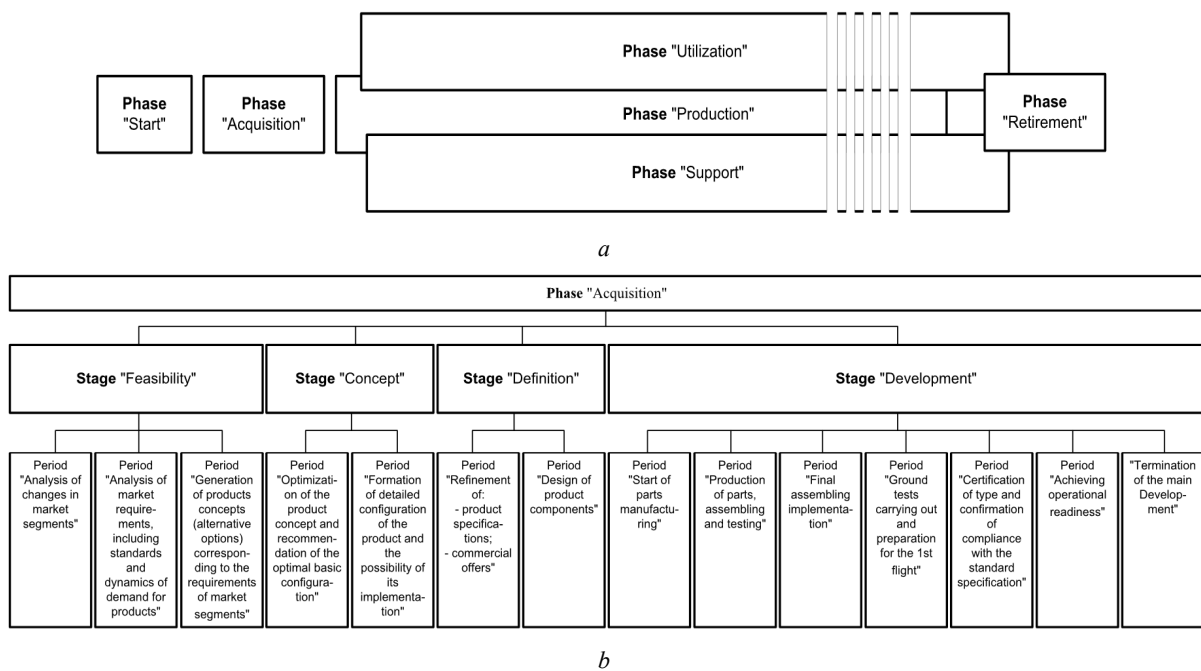 Phase "Utilization"
Phase
"Start"
Phase
"Acquisition"
Phase "Production"
Phase
"Retirement"
Phase "Support"
a
Phase "Acquisition"
Stage "Feasibility"
Stage "Concept"
Stage "Definition"
Stage "Development"
Period
"Analysis of
changes in
market
segments"
Period
"Analysis of
market
require-
ments,
including
standards
and
dynamics of
demand for
products"
Period
"Generation
of products
concepts
(alternative
options)
correspon-
ding to the
requirements
of market
segments"
Period
"Optimizati-
on of the
product
concept and
recommen-
dation of the
optimal basic
configura-
tion"
Period
"Formation
of detailed
configuration
of the
product and
the
possibility of
its
implementa-
tion"
Period
"Refinement
of:
- product
specifica-
tions;
- commercial
offers"
Period
"Design of
product
components"
Period
"Start of
parts
manufactu-
ring"
Period
"Production
of parts,
assembling
and testing"
Period
"Final
assembling
implementa-
tion"
Period
"Ground
tests
carrying out
and
preparation
for the 1st
flight"
Period
"Certification
of type and
confirmation
of
compliance
with the
standard
specification"
Period
"Achieving
operational
readiness"
"Termination
of the main
Develop-
ment"
b